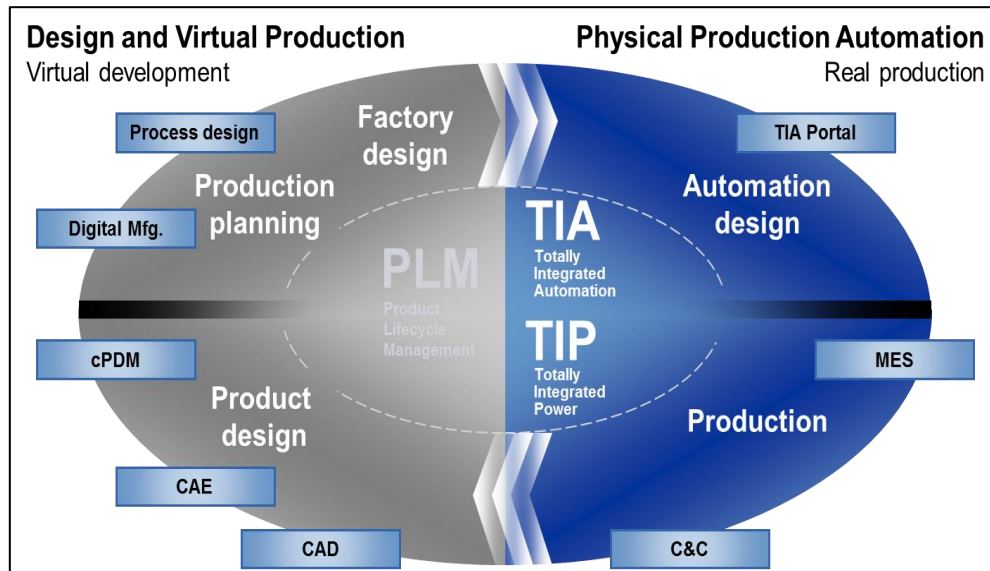 Design and Virtual Production
Virtual development
Physical Production Automation
Real production
Process design
Factory
design
TIA Portal
Production
planning
Automation
design
Digital Mfg.
PLM
Product
Lifecycle
Management
TIA
Totally
Integrated
Automation
TIP
Totally
Integrated
Power
cPDM
MES
Product
design
Production
CAE
CAD
C&C